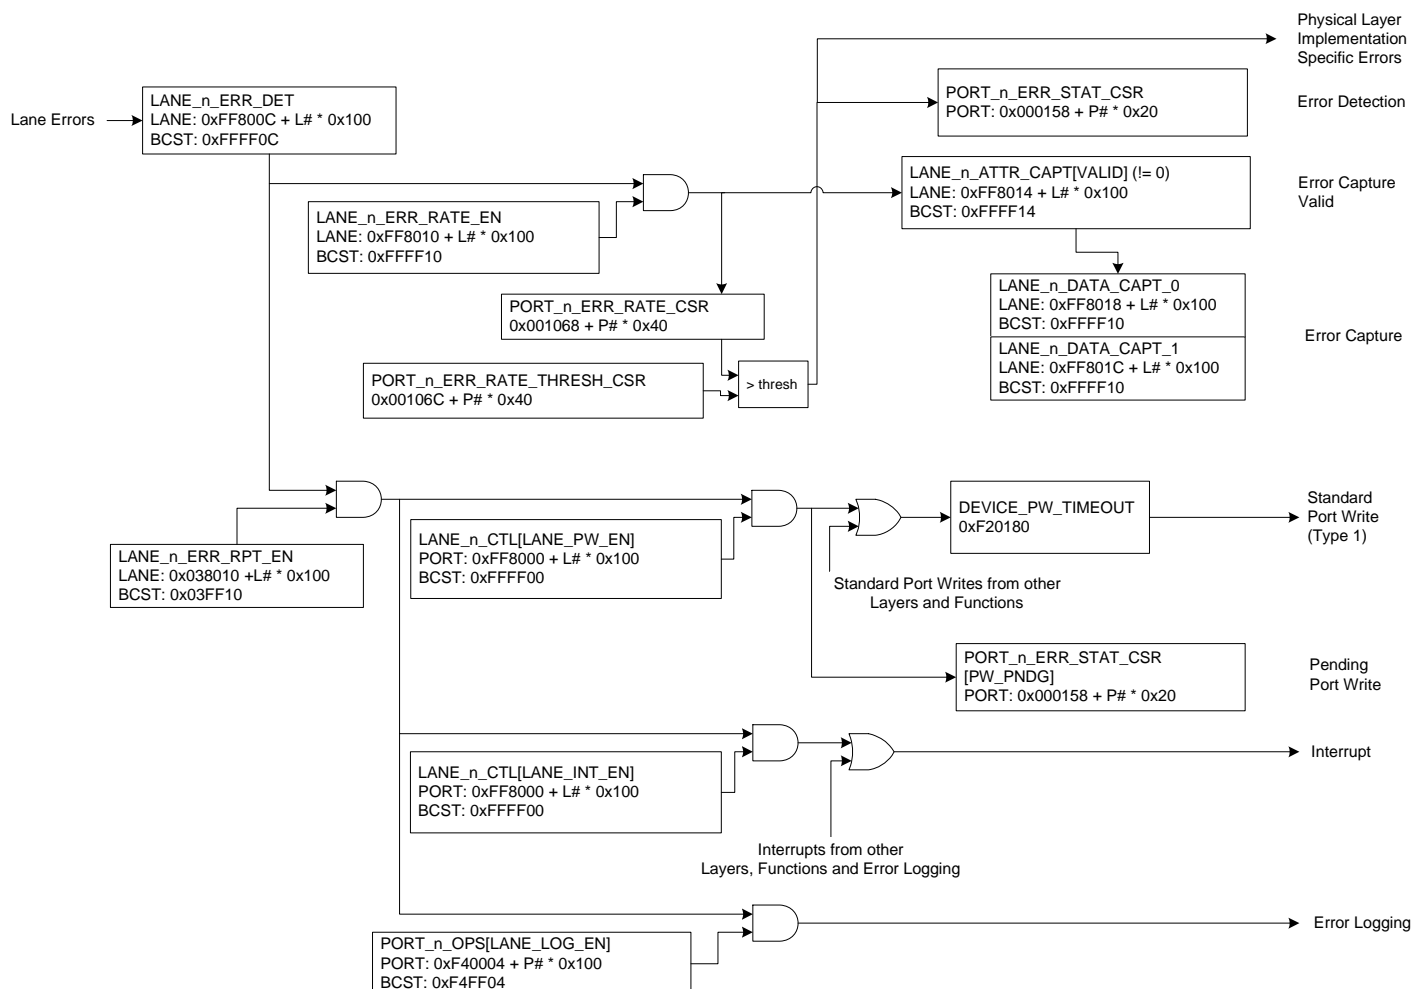 Physical Layer
Implementation
Specific Errors
Lane Errors
LANE_n_ERR_DET
LANE: 0xFF800C + L# * 0x100
BCST: 0xFFFF0C
PORT_n_ERR_STAT_CSR
PORT: 0x000158 + P# * 0x20
Error Detection
LANE_n_ERR_RATE_EN
LANE: 0xFF8010 + L# * 0x100
BCST: 0xFFFF10
LANE_n_ATTR_CAPT[VALID] (!= 0)
LANE: 0xFF8014 + L# * 0x100
BCST: 0xFFFF14
Error Capture
Valid
PORT_n_ERR_RATE_CSR
0x001068 + P# * 0x40
LANE_n_DATA_CAPT_0
LANE: 0xFF8018 + L# * 0x100
BCST: 0xFFFF10
LANE_n_DATA_CAPT_1
LANE: 0xFF801C + L# * 0x100
BCST: 0xFFFF10
Error Capture
PORT_n_ERR_RATE_THRESH_CSR
0x00106C + P# * 0x40
> thresh
LANE_n_ERR_RPT_EN
LANE: 0x038010 +L# * 0x100
BCST: 0x03FF10
LANE_n_CTL[LANE_PW_EN]
PORT: 0xFF8000 + L# * 0x100
BCST: 0xFFFF00
DEVICE_PW_TIMEOUT
0xF20180
Standard
Port Write
(Type 1)
Standard Port Writes from other
Layers and Functions
PORT_n_ERR_STAT_CSR
[PW_PNDG]
PORT: 0x000158 + P# * 0x20
Pending
Port Write
LANE_n_CTL[LANE_INT_EN]
PORT: 0xFF8000 + L# * 0x100
BCST: 0xFFFF00
Interrupt
Interrupts from other
Layers, Functions and Error Logging
PORT_n_OPS[LANE_LOG_EN]
PORT: 0xF40004 + P# * 0x100
BCST: 0xF4FF04
Error Logging